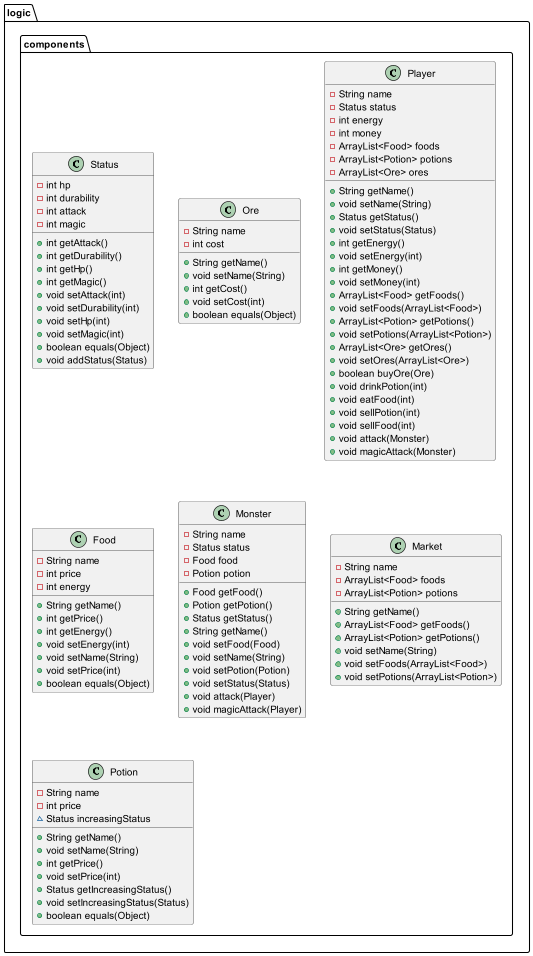 logic
components
C Status
int hp
int durability
int attack
int magic
int getAttack()
int getDurability()
int getHp()
int getMagic()
void setAttack(int)
void setDurability(int)
void setHp(int)
void setMagic(int)
boolean equals(Object)
void addStatus(Status)
C Ore
String name
int cost
String getName()
void setName(String)
int getCost()
void setCost(int)
boolean equals(Object)
C Player
String name
Status status
int energy
int money
ArrayList<Food> foods
ArrayList<Potion> potions
ArrayList<Ore> ores
String getName()
void setName(String)
Status getStatus()
void setStatus(Status)
int getEnergy()
void setEnergy(int)
int getMoney()
void setMoney(int)
ArrayList<Food> getFoods()
void setFoods(ArrayList<Food>)
ArrayList<Potion> getPotions()
void setPotions(ArrayList<Potion>)
ArrayList<Ore> getOres()
void setOres(ArrayList<Ore>)
boolean buyOre(Ore)
void drinkPotion(int)
void eatFood(int)
void sellPotion(int)
void sellFood(int)
void attack(Monster)
void magicAttack(Monster)
C Food
String name
int price
int energy
String getName()
int getPrice()
int getEnergy()
void setEnergy(int)
void setName(String)
void setPrice(int)
boolean equals(Object)
C Monster
String name
Status status
Food food
Potion potion
Food getFood()
Potion getPotion()
Status getStatus()
String getName()
void setFood(Food)
void setName(String)
void setPotion(Potion)
void setStatus(Status)
void attack(Player)
void magicAttack(Player)
C Market
String name
ArrayList<Food> foods
ArrayList<Potion> potions
String getName()
ArrayList<Food> getFoods()
ArrayList<Potion> getPotions()
void setName(String)
void setFoods(ArrayList<Food>)
void setPotions(ArrayList<Potion>)
C Potion
String name
int price
Status increasingStatus
String getName()
void setName(String)
int getPrice()
void setPrice(int)
Status getIncreasingStatus()
void setIncreasingStatus(Status)
boolean equals(Object)